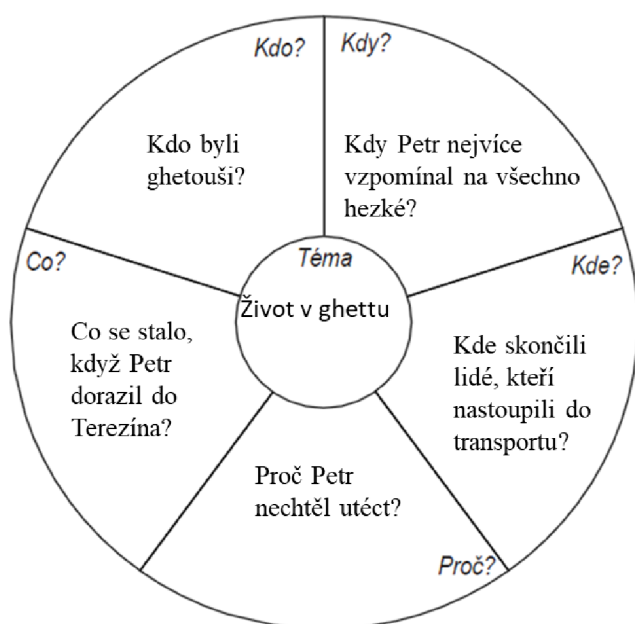 Kdo?
Kdo byli
ghetouši?
Kdy?
Kdy Petr nejvíce
vzpomínal na všechno
hezké?
Co?
Co se stalo,
když Petr
dorazil do
Terezína?
Téma
Život v ghettu
Kde?
Kde skončili
lidé, kteří
nastoupili do
transportu?
Proč Petr
nechtěl utéct?
Proč?